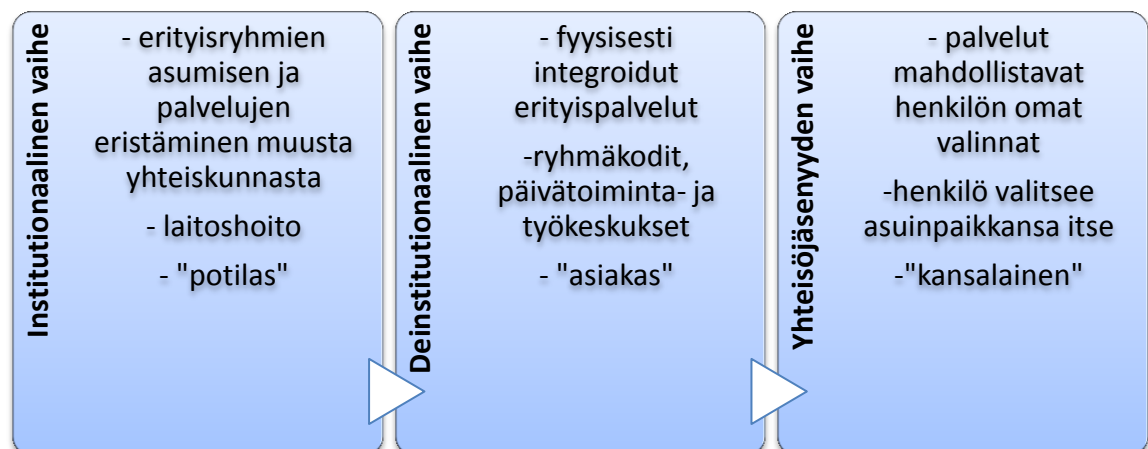 Institutionaalinen vaihe
- erityisryhmien
asumisen ja
palvelujen
eristäminen muusta
yhteiskunnasta
- laitoshoito
- "potilas"
Deinstitutionaalinen vaihe
- fyysisesti
integroidut
erityispalvelut
-ryhmäkodit,
päivätoiminta- ja
työkeskukset
- "asiakas"
Yhteisöjäsenyyden vaihe
- palvelut
mahdollistavat
henkilön omat
valinnat
-henkilö valitsee
asuinpaikkansa itse
-"kansalainen"